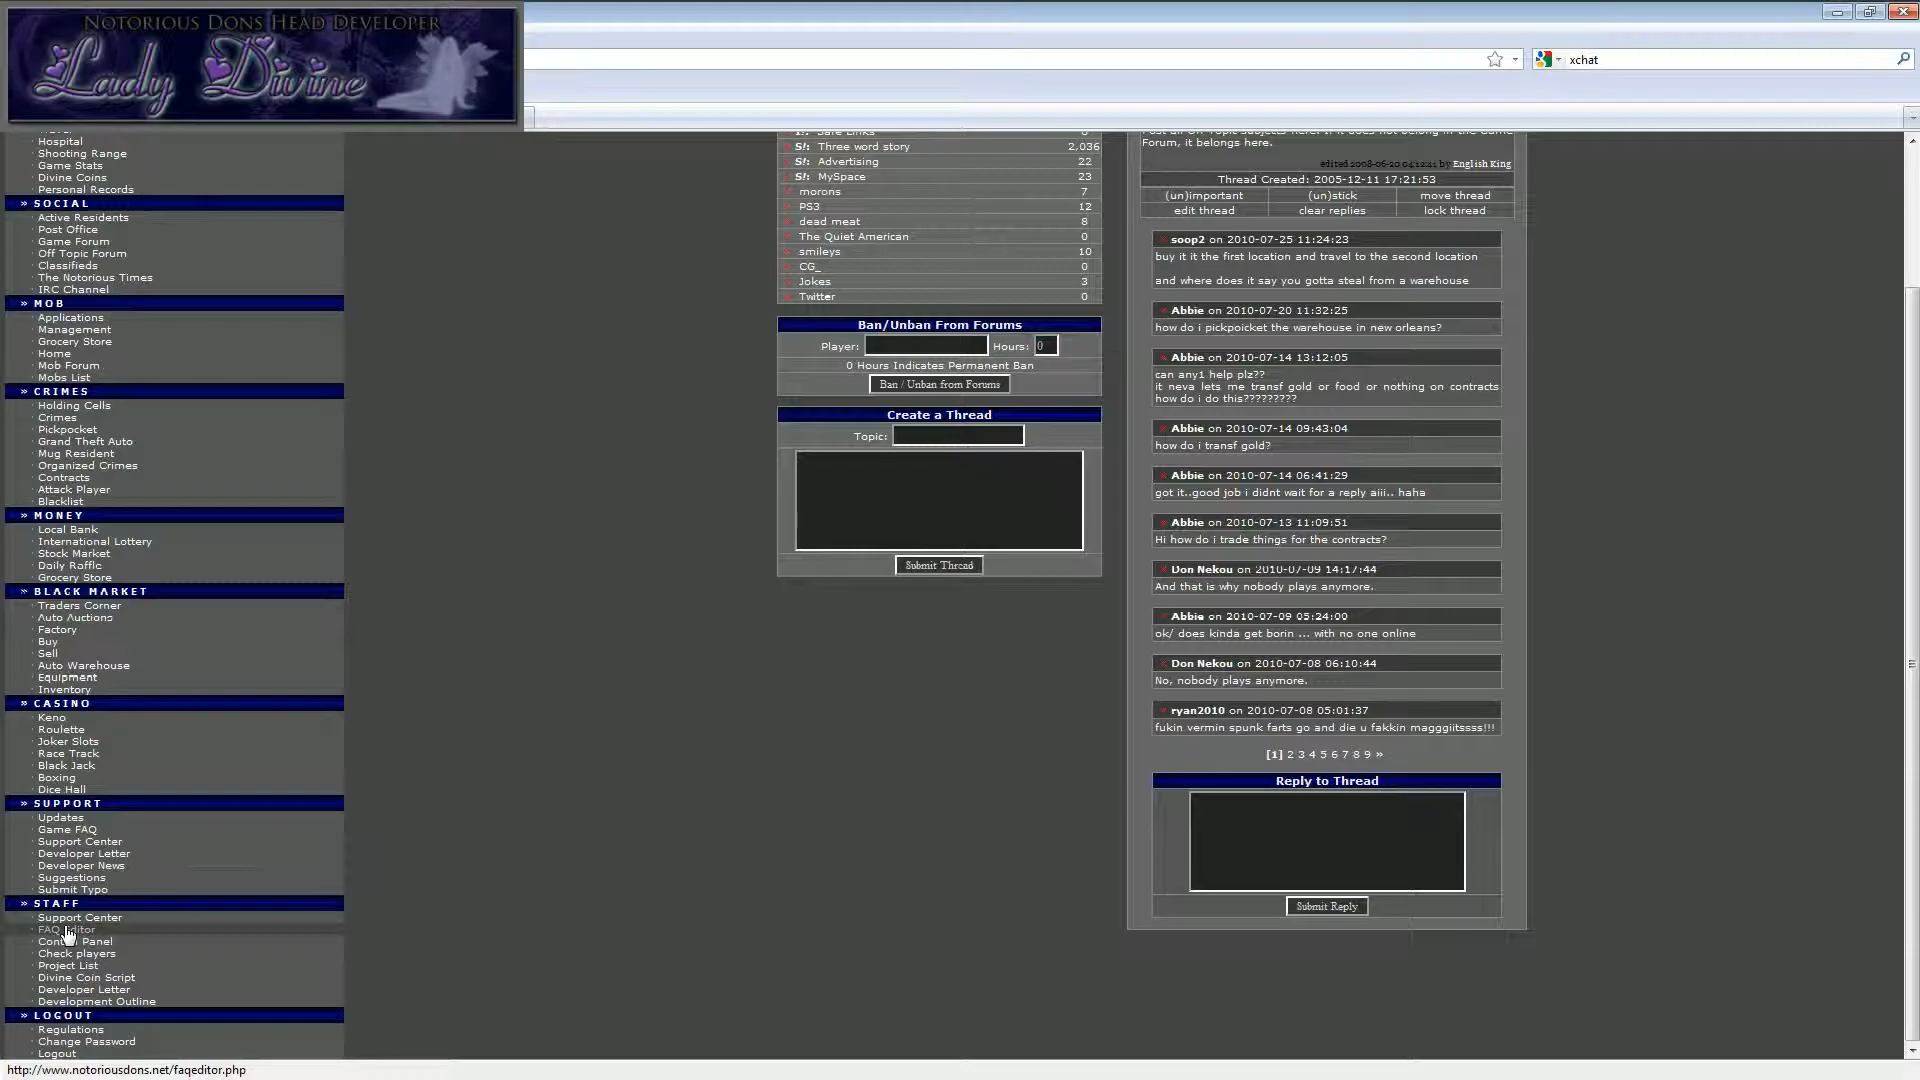 NOTORIOUS DONS HEAD DEVELOPER
Lady Divine
xchat
Hospital
Shooting Range
Game Stats
Divine Coins
Personal Records
» SOCIAL
Active Residents
Post Office
Game Forum
Off Topic Forum
Classifieds
The Notorious Times
IRC Channel
» MOB
Applications
Management
Grocery Store
Home
Mob Forum
Mobs List
» CRIMES
Holding Cells
Crimes
Pickpocket
Grand Theft Auto
Mug Resident
Organized Crimes
Contracts
Attack Player
Blacklist
» MONEY
Local Bank
International Lottery
Stock Market
Daily Raffle
Grocery Store
» BLACK MARKET
Traders Corner
Auto Auctions
Factory
Buy
Sell
Auto Warehouse
Equipment
Inventory
» CASINO
Keno
Roulette
Joker Slots
Race Track
Black Jack
Boxing
Dice Hall
» SUPPORT
Updates
Game FAQ
Support Center
Developer Letter
Developer News
Suggestions
Submit Typo
» STAFF
Support Center
FAQ Editor
Control Panel
Check players
Project List
Divine Coin Script
Developer Letter
Development Outline
» LOGOUT
Regulations
Change Password
Logout
S!: Three word story 2,036
S!: Advertising 22
S!: MySpace 23
morons 7
PS3 12
dead meat 8
The Quiet American 0
smileys 10
CG_ 0
Jokes 3
Twitter 0
Ban/Unban From Forums
Player: Hours: 0
0 Hours Indicates Permanent Ban
Ban / Unban from Forums
Create a Thread
Topic:
Submit Thread
Forum, it belongs here.
edited 2008-06-20 04:12:41 by English King
Thread Created: 2005-12-11 17:21:53
(un)important (un)stick move thread
edit thread clear replies lock thread
soop2 on 2010-07-25 11:24:23
buy it it the first location and travel to the second location
and where does it say you gotta steal from a warehouse
Abbie on 2010-07-20 11:32:25
how do i pickpoicket the warehouse in new orleans?
Abbie on 2010-07-14 13:12:05
can any1 help plz??
it neva lets me transf gold or food or nothing on contracts
how do i do this?????????
Abbie on 2010-07-14 09:43:04
how do i transf gold?
Abbie on 2010-07-14 06:41:29
got it..good job i didnt wait for a reply aiii.. haha
Abbie on 2010-07-13 11:09:51
Hi how do i trade things for the contracts?
Don Nekou on 2010-07-09 14:17:44
And that is why nobody plays anymore.
Abbie on 2010-07-09 05:24:00
ok/ does kinda get borin ... with no one online
Don Nekou on 2010-07-08 06:10:44
No, nobody plays anymore.
ryan2010 on 2010-07-08 05:01:37
fukin vermin spunk farts go and die u fakkin magggiitssss!!!
[1] 2 3 4 5 6 7 8 9 »
Reply to Thread
Submit Reply
http://www.notoriousdons.net/faqeditor.php